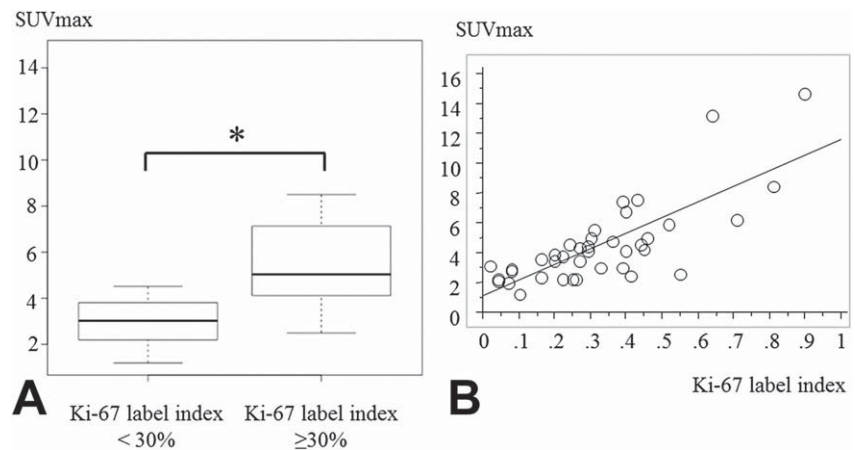 SUVmax
14
12
10
8
6
4
2
*
A
Ki-67 label index
< 30%
Ki-67 label index
≥30%
SUVmax
16
14
12
10
8
6
4
2
0
0 .1 .2 .3 .4 .5 .6 .7 .8 .9 1
B
Ki-67 label index